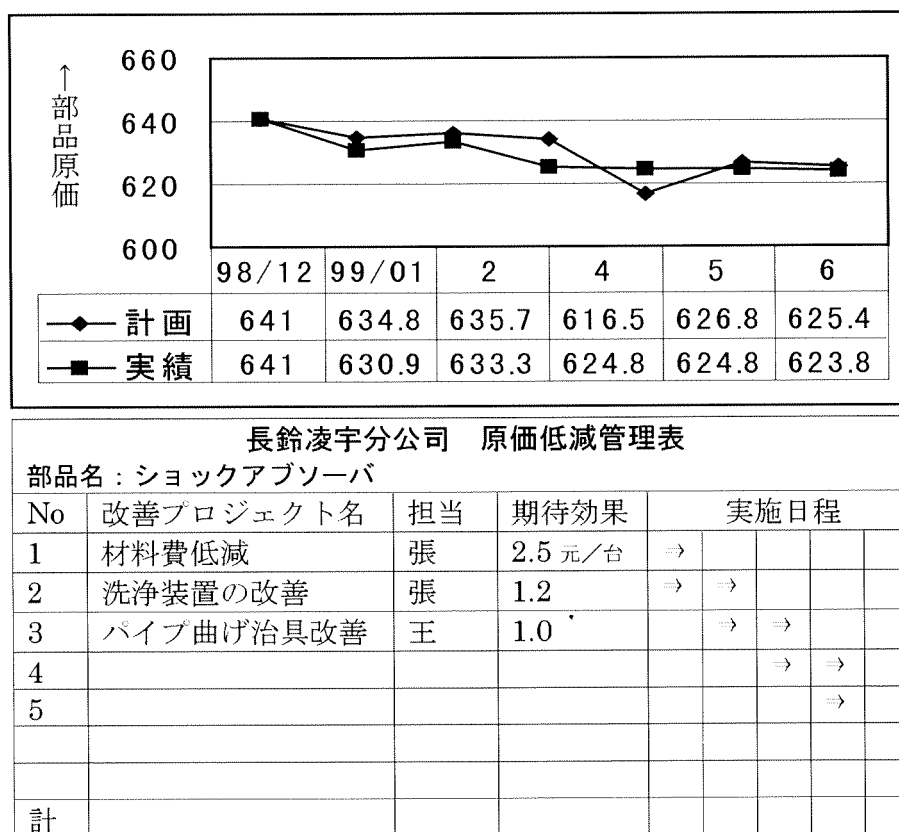 ↑部品原価
660
640
620
600
98/12 99/01 2 4 5 6
計画 641 634.8 635.7 616.5 626.8 625.4
実績 641 630.9 633.3 624.8 624.8 623.8
長鈴凌宇分公司 原価低減管理表
部品名：ショックアブソーバ
No 改善プロジェクト名 担当 期待効果 実施日程
1 材料費低減 張 2.5元／台 ⇒
2 洗浄装置の改善 張 1.2 ⇒ ⇒
3 パイプ曲げ治具改善 王 1.0 ⇒ ⇒
4 ⇒ ⇒
5 ⇒
計